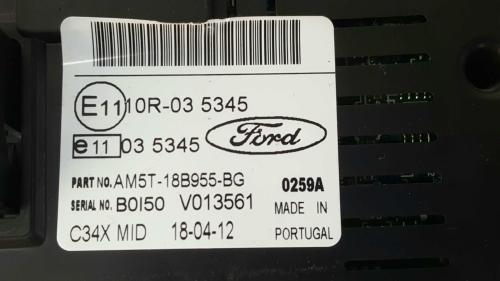 E11 10R-03 5345
e11 03 5345 Ford
PART NO. AM5T-18B955-BG 0259A
SERIAL NO. B0I50 V013561 MADE IN
C34X MID 18-04-12 PORTUGAL